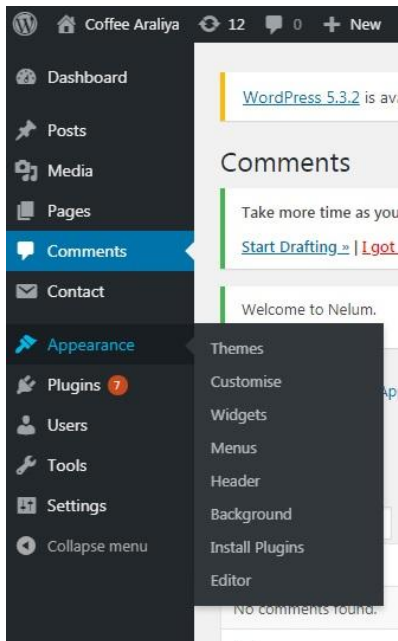 Coffee Araliya 12 0 + New
Dashboard
WordPress 5.3.2 is
Posts
Comments
Media
Pages
Take more time as you
Comments
Start Drafting » | I got
Contact
Welcome to Nelum.
Appearance
Themes
Plugins 7
Customise
Widgets
Users
Menus
Tools
Header
Settings
Background
Collapse menu
Install Plugins
Editor
No comments found.